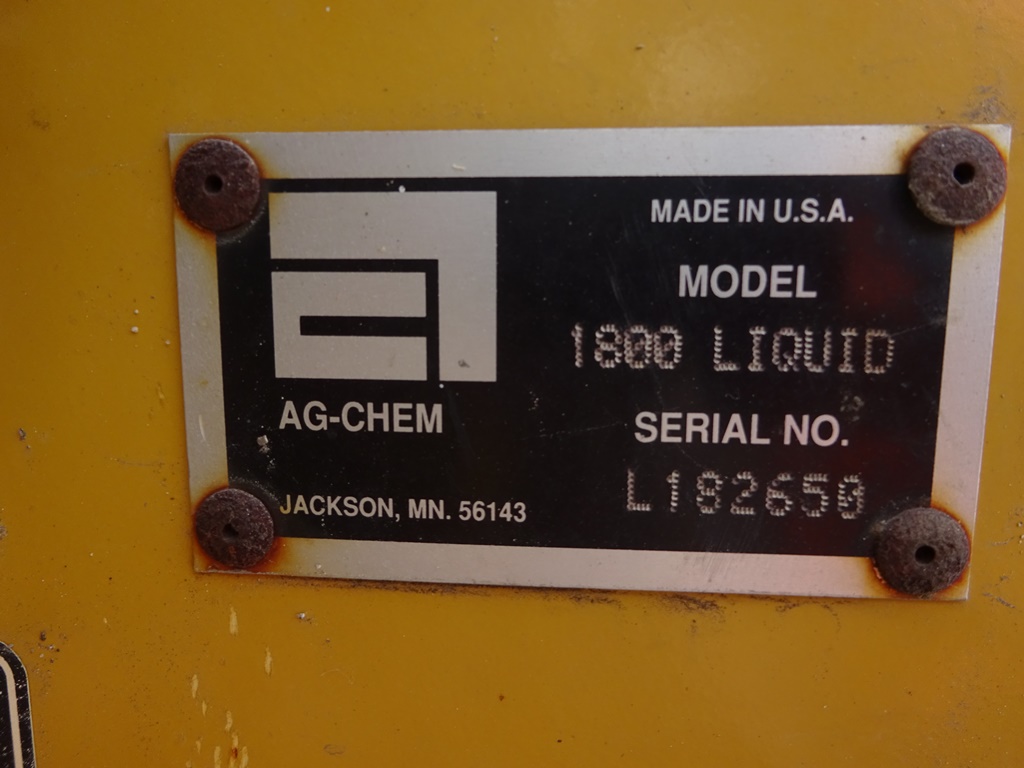 MADE IN U.S.A.
MODEL
1800 LIQUID
AG-CHEM
SERIAL NO.
L182650
JACKSON, MN. 56143